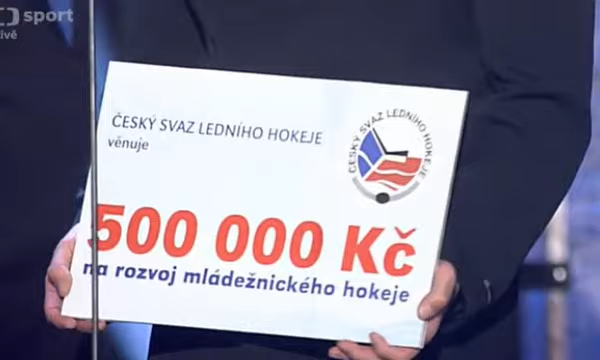 sport
živě
ČESKÝ SVAZ LEDNÍHO HOKEJE
věnuje
ČESKÝ SVAZ LEDNÍHO HOKEJE
500 000 Kč
na rozvoj mládežnického hokeje